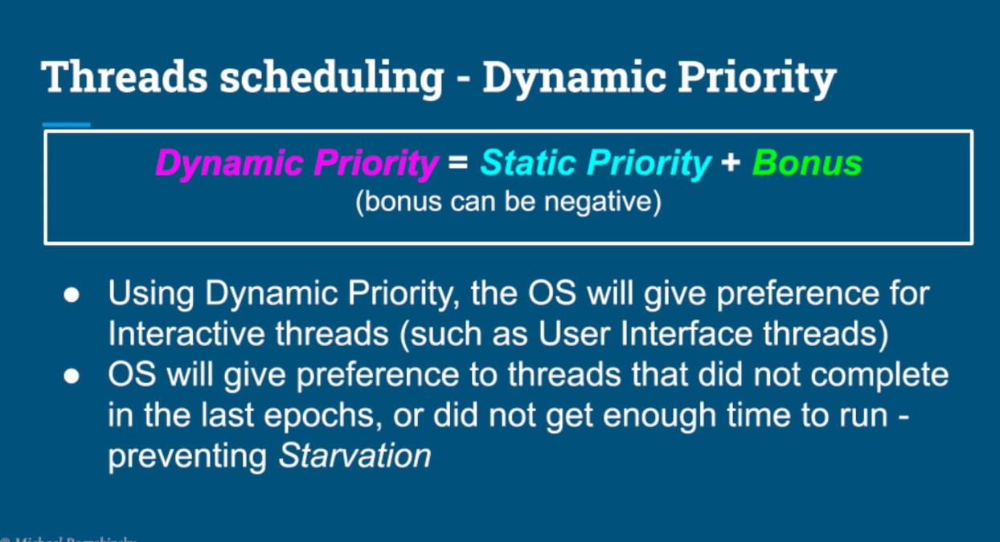 Threads scheduling - Dynamic Priority
Dynamic Priority = Static Priority + Bonus
(bonus can be negative)
● Using Dynamic Priority, the OS will give preference for
Interactive threads (such as User Interface threads)
● OS will give preference to threads that did not complete
in the last epochs, or did not get enough time to run -
preventing Starvation
© Michael